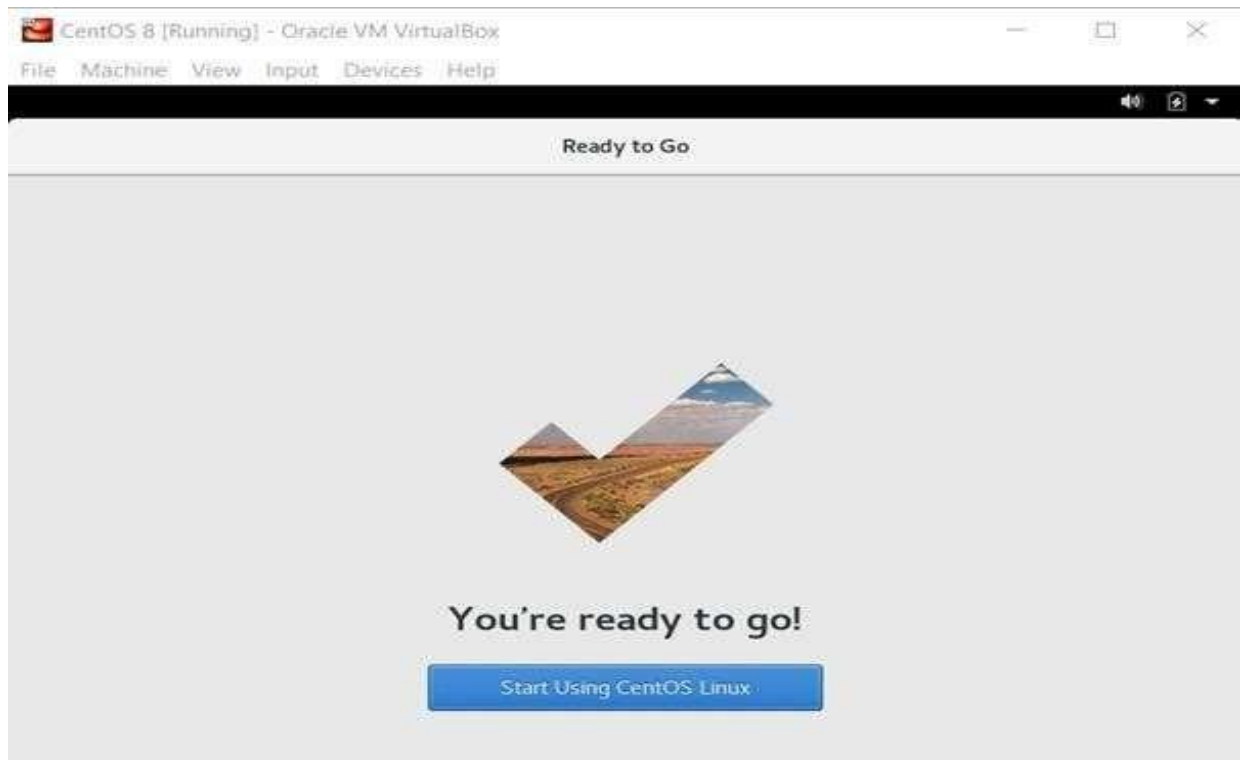 CentOS 8 [Running] - Oracle VM VirtualBox
File Machine View Input Devices Help
Ready to Go
You're ready to go!
Start Using CentOS Linux